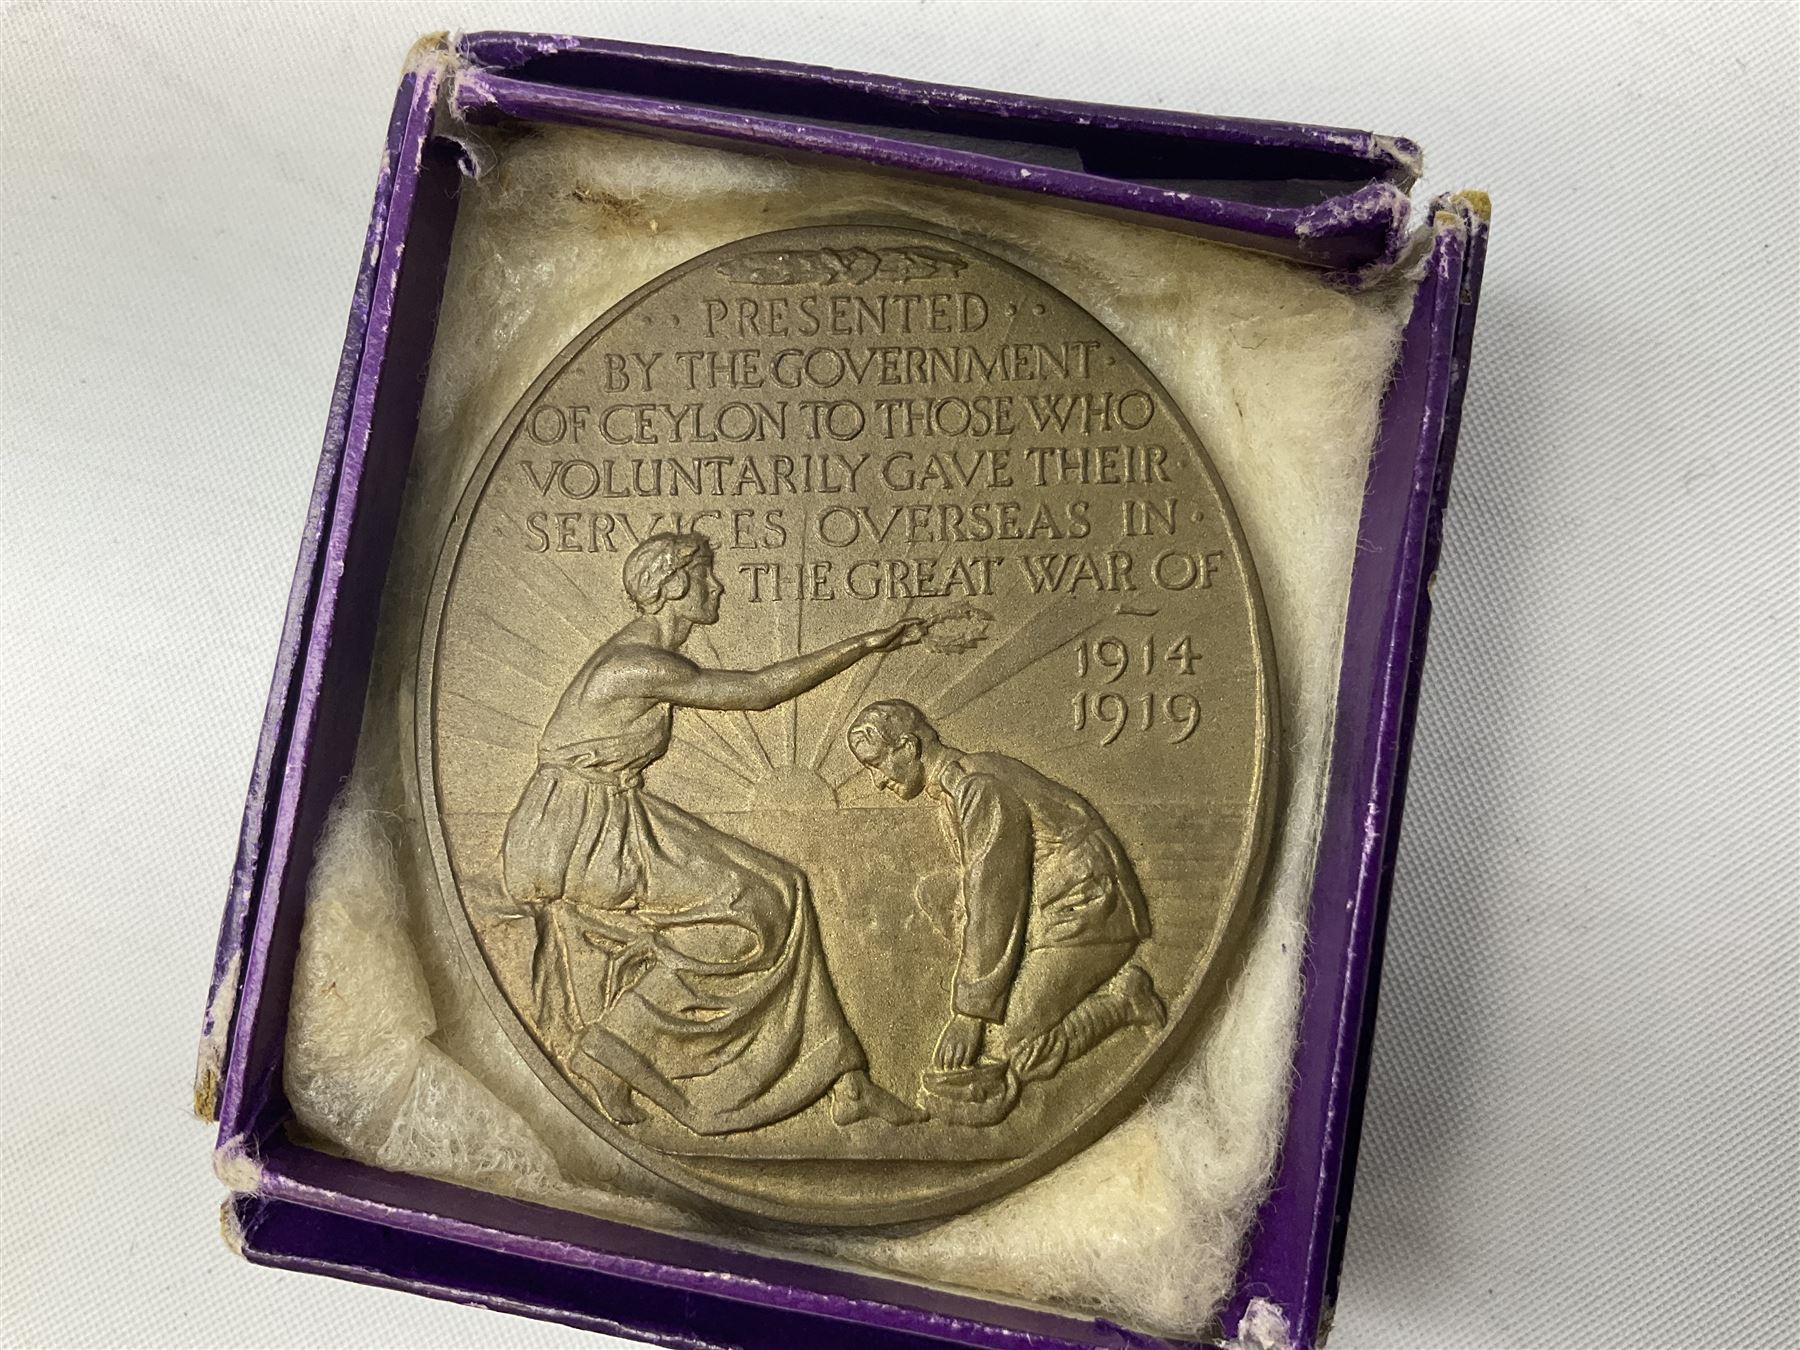 · · PRESENTED · ·
· BY THE GOVERNMENT ·
OF CEYLON TO THOSE WHO
VOLUNTARILY GAVE THEIR ·
· SERVICES OVERSEAS IN ·
THE GREAT WAR OF
1914
1919